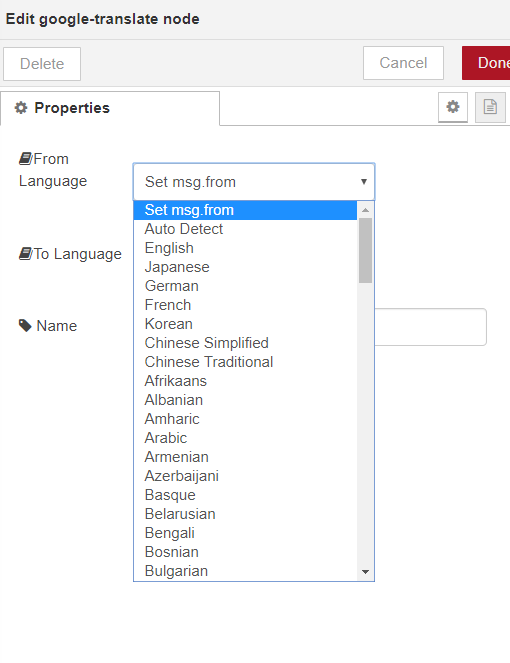 Edit google-translate node
Delete
Cancel
Done
Properties
From
Language
Set msg.from
Set msg.from
Auto Detect
English
Japanese
German
French
Korean
Chinese Simplified
Chinese Traditional
Afrikaans
Albanian
Amharic
Arabic
Armenian
Azerbaijani
Basque
Belarusian
Bengali
Bosnian
Bulgarian
To Language
Name